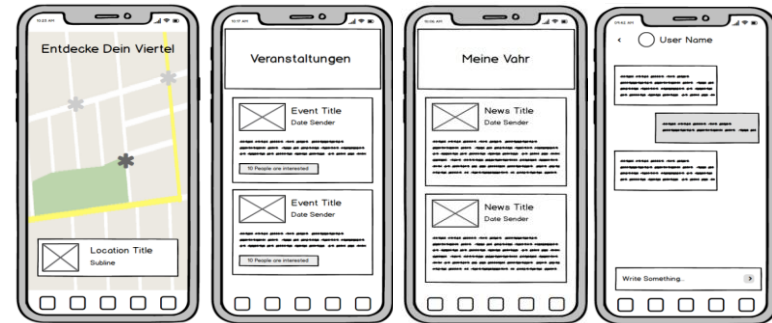 Entdecke Dein Viertel
Location Title
Subline
Veranstaltungen
Event Title
Date Sender
10 People are interested
Event Title
Date Sender
10 People are interested
Meine Vahr
News Title
Date Sender
News Title
Date Sender
User Name
Write Something...